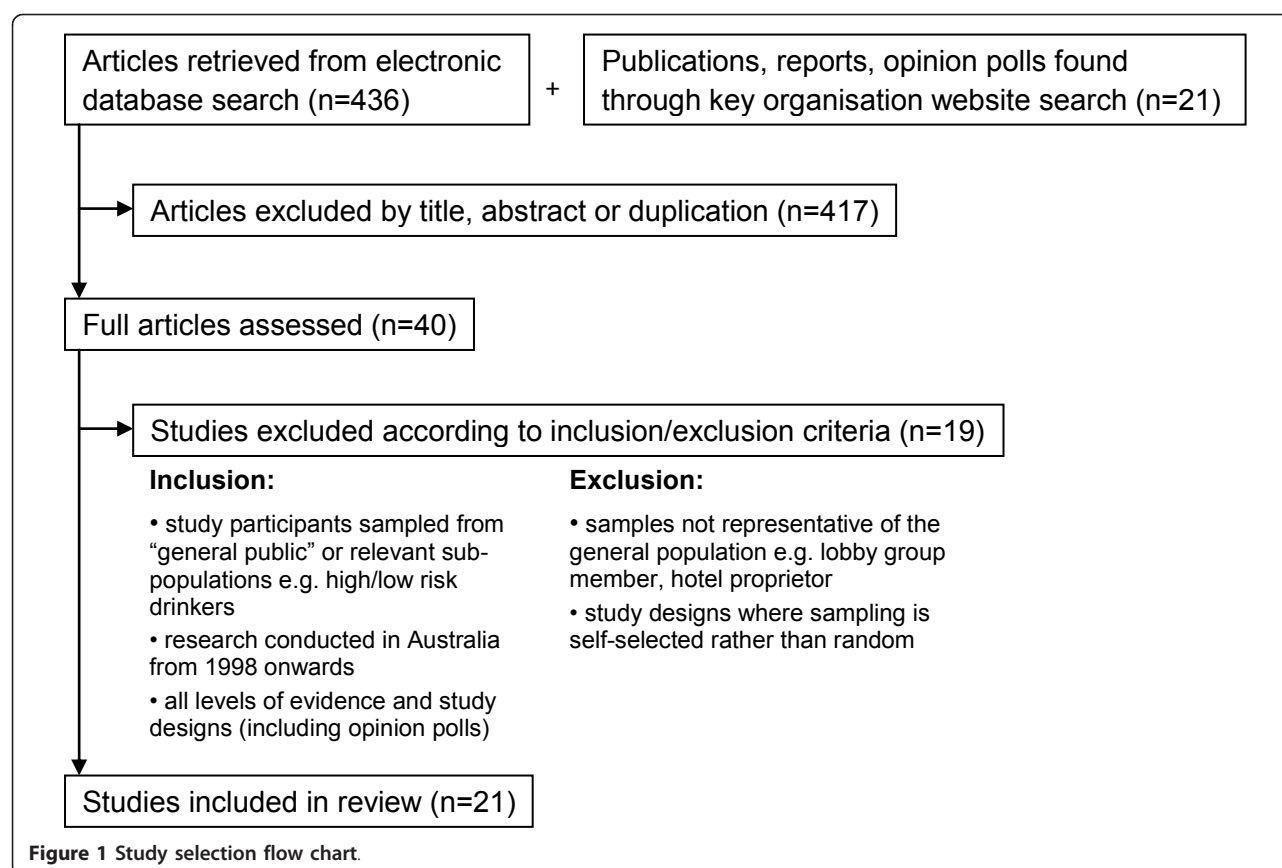 Articles retrieved from electronic
database search (n=436)
+
Publications, reports, opinion polls found
through key organisation website search (n=21)
Articles excluded by title, abstract or duplication (n=417)
Full articles assessed (n=40)
Studies excluded according to inclusion/exclusion criteria (n=19)
Inclusion:
• study participants sampled from
“general public” or relevant sub-
populations e.g. high/low risk
drinkers
• research conducted in Australia
from 1998 onwards
• all levels of evidence and study
designs (including opinion polls)
Exclusion:
• samples not representative of the
general population e.g. lobby group
member, hotel proprietor
• study designs where sampling is
self-selected rather than random
Studies included in review (n=21)
Figure 1 Study selection flow chart.